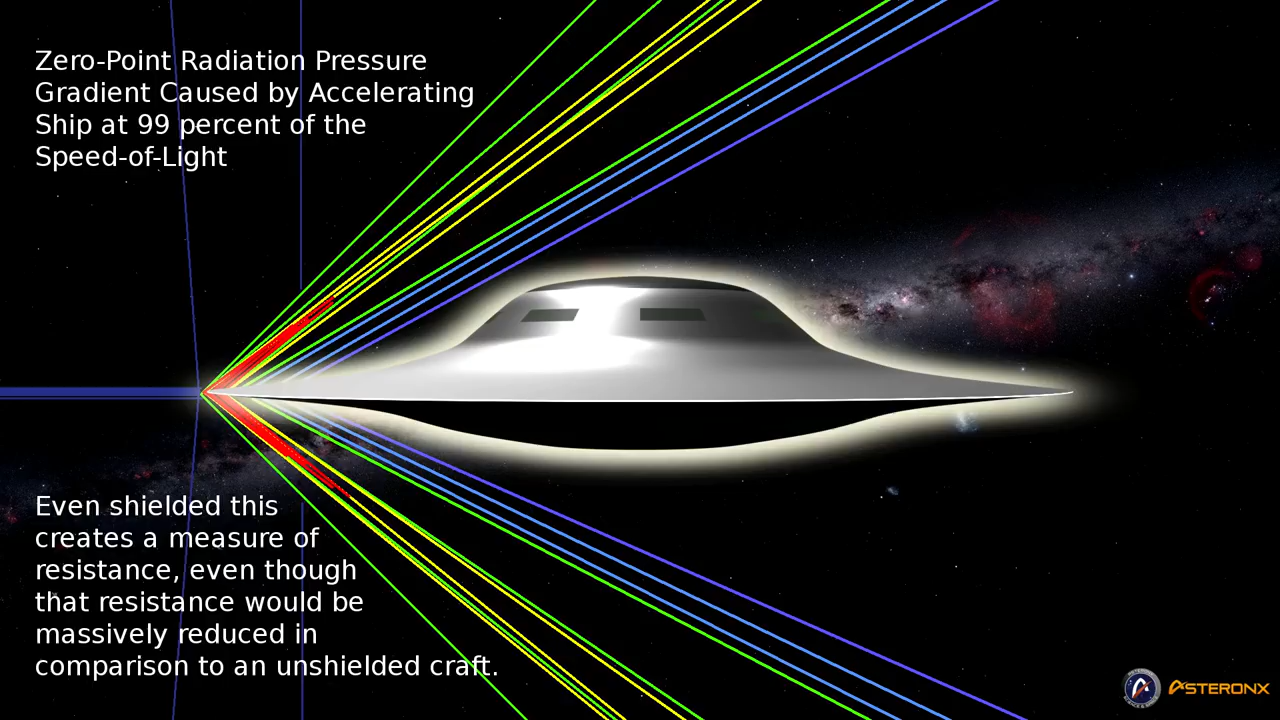 Zero-Point Radiation Pressure
Gradient Caused by Accelerating
Ship at 99 percent of the
Speed-of-Light
Even shielded this
creates a measure of
resistance, even though
that resistance would be
massively reduced in
comparison to an unshielded craft.
ASTERONX